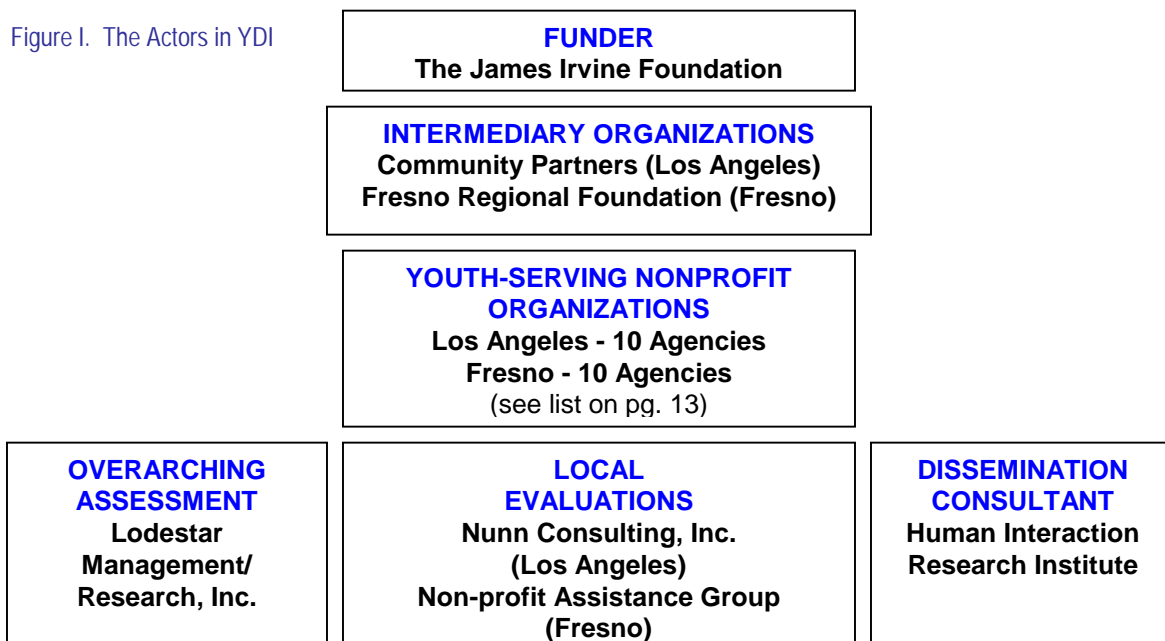 Figure I. The Actors in YDI
FUNDER
The James Irvine Foundation
INTERMEDIARY ORGANIZATIONS
Community Partners (Los Angeles)
Fresno Regional Foundation (Fresno)
YOUTH-SERVING NONPROFIT
ORGANIZATIONS
Los Angeles - 10 Agencies
Fresno - 10 Agencies
(see list on pg. 13)
OVERARCHING
ASSESSMENT
Lodestar
Management/
Research, Inc.
LOCAL
EVALUATIONS
Nunn Consulting, Inc.
(Los Angeles)
Non-profit Assistance Group
(Fresno)
DISSEMINATION
CONSULTANT
Human Interaction
Research Institute